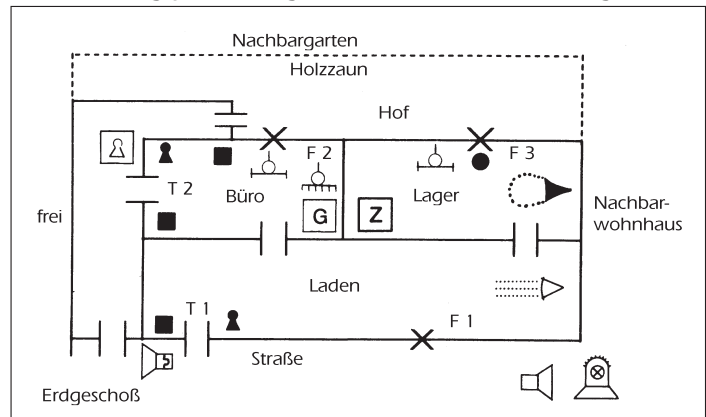 Nachbargarten
Holzzaun
Hof
F 2
F 3
T 2
Büro
Lager
frei
G
Z
Nachbar-
wohnhaus
Laden
T 1
F 1
Straße
Erdgeschoß